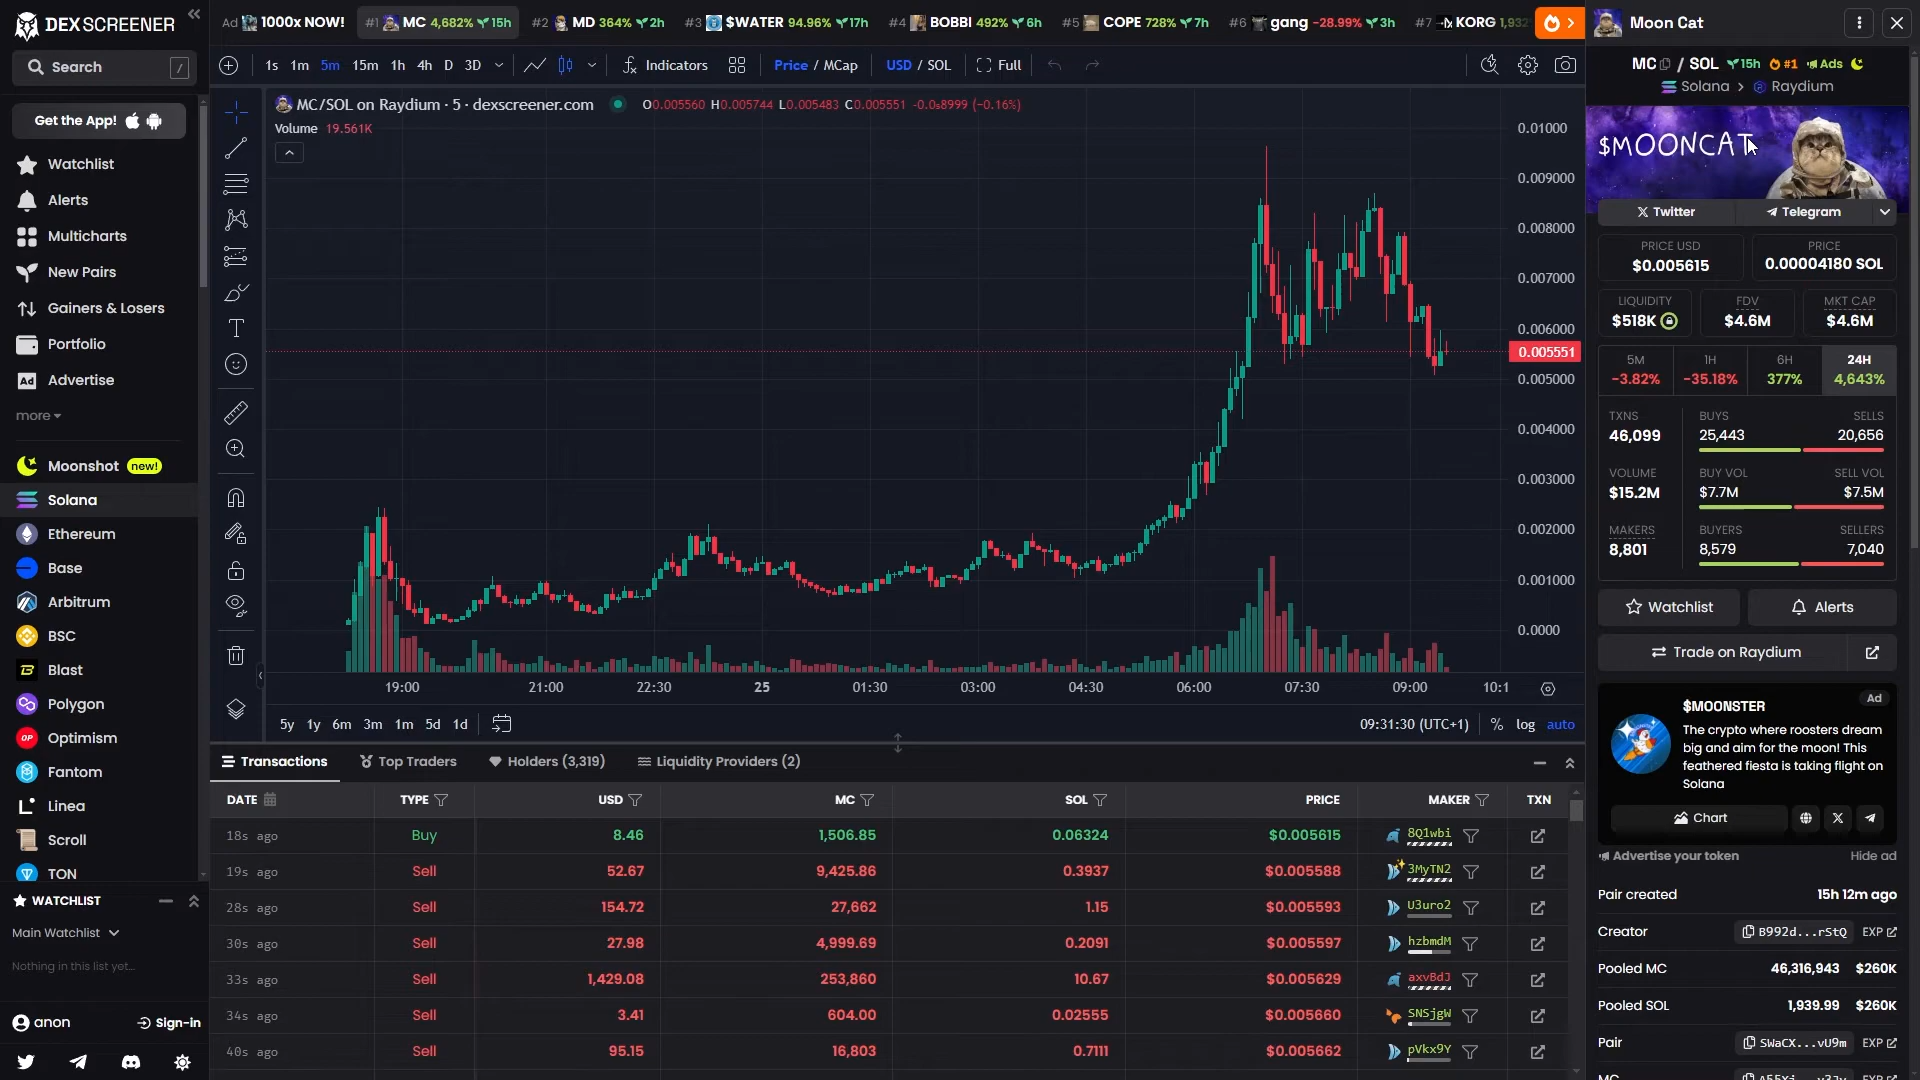 DEXSCREENER
Search /
Get the App!
Watchlist
Alerts
Multicharts
New Pairs
Gainers & Losers
Portfolio
Ad Advertise
more
Moonshot new!
Solana
Ethereum
Base
Arbitrum
BSC
Blast
Polygon
OP Optimism
Fantom
Linea
Scroll
TON
WATCHLIST
Main Watchlist
Nothing in this list yet...
anon Sign-in
Ad 1000x NOW! #1 MC 4,682% 15h #2 MD 364% 2h #3 $WATER 94.96% 17h #4 BOBBI 492% 6h #5 COPE 728% 7h #6 gang -28.99% 3h #7 KORG
1s 1m 5m 15m 1h 4h D 3D Indicators Price / MCap USD / SOL Full
MC/SOL on Raydium · 5 · dexscreener.com O0.005560 H0.005744 L0.005483 C0.005551 -0.0₅8999 (-0.16%)
Volume 19.561K
0.01000
0.009000
0.008000
0.007000
0.006000
0.005551
0.005000
0.004000
0.003000
0.002000
0.001000
0.0000
19:00 21:00 22:30 25 01:30 03:00 04:30 06:00 07:30 09:00 10:1
5y 1y 6m 3m 1m 5d 1d 09:31:30 (UTC+1) % log auto
Transactions Top Traders Holders (3,319) Liquidity Providers (2)
DATE TYPE USD MC SOL PRICE MAKER TXN
18s ago Buy 8.46 1,506.85 0.06324 $0.005615 8Q1wbi
19s ago Sell 52.67 9,425.86 0.3937 $0.005588 3MyTN2
28s ago Sell 154.72 27,662 1.15 $0.005593 U3uro2
30s ago Sell 27.98 4,999.69 0.2091 $0.005597 hzbmdM
33s ago Sell 1,429.08 253,860 10.67 $0.005629 axvBdJ
34s ago Sell 3.41 604.00 0.02555 $0.005660 SNSjgW
40s ago Sell 95.15 16,803 0.7111 $0.005662 pVkx9Y
Moon Cat
MC / SOL 15h #1 Ads
Solana > Raydium
$MOONCAT
Twitter Telegram
PRICE USD PRICE
$0.005615 0.00004180 SOL
LIQUIDITY FDV MKT CAP
$518K $4.6M $4.6M
5M 1H 6H 24H
-3.82% -35.18% 377% 4,643%
TXNS BUYS SELLS
46,099 25,443 20,656
VOLUME BUY VOL SELL VOL
$15.2M $7.7M $7.5M
MAKERS BUYERS SELLERS
8,801 8,579 7,040
Watchlist Alerts
Trade on Raydium
$MOONSTER Ad
The crypto where roosters dream
big and aim for the moon! This
feathered fiesta is taking flight on
Solana
Chart
Advertise your token Hide ad
Pair created 15h 12m ago
Creator B992d...rStQ EXP
Pooled MC 46,316,943 $260K
Pooled SOL 1,939.99 $260K
Pair SWaCX...vU9m EXP